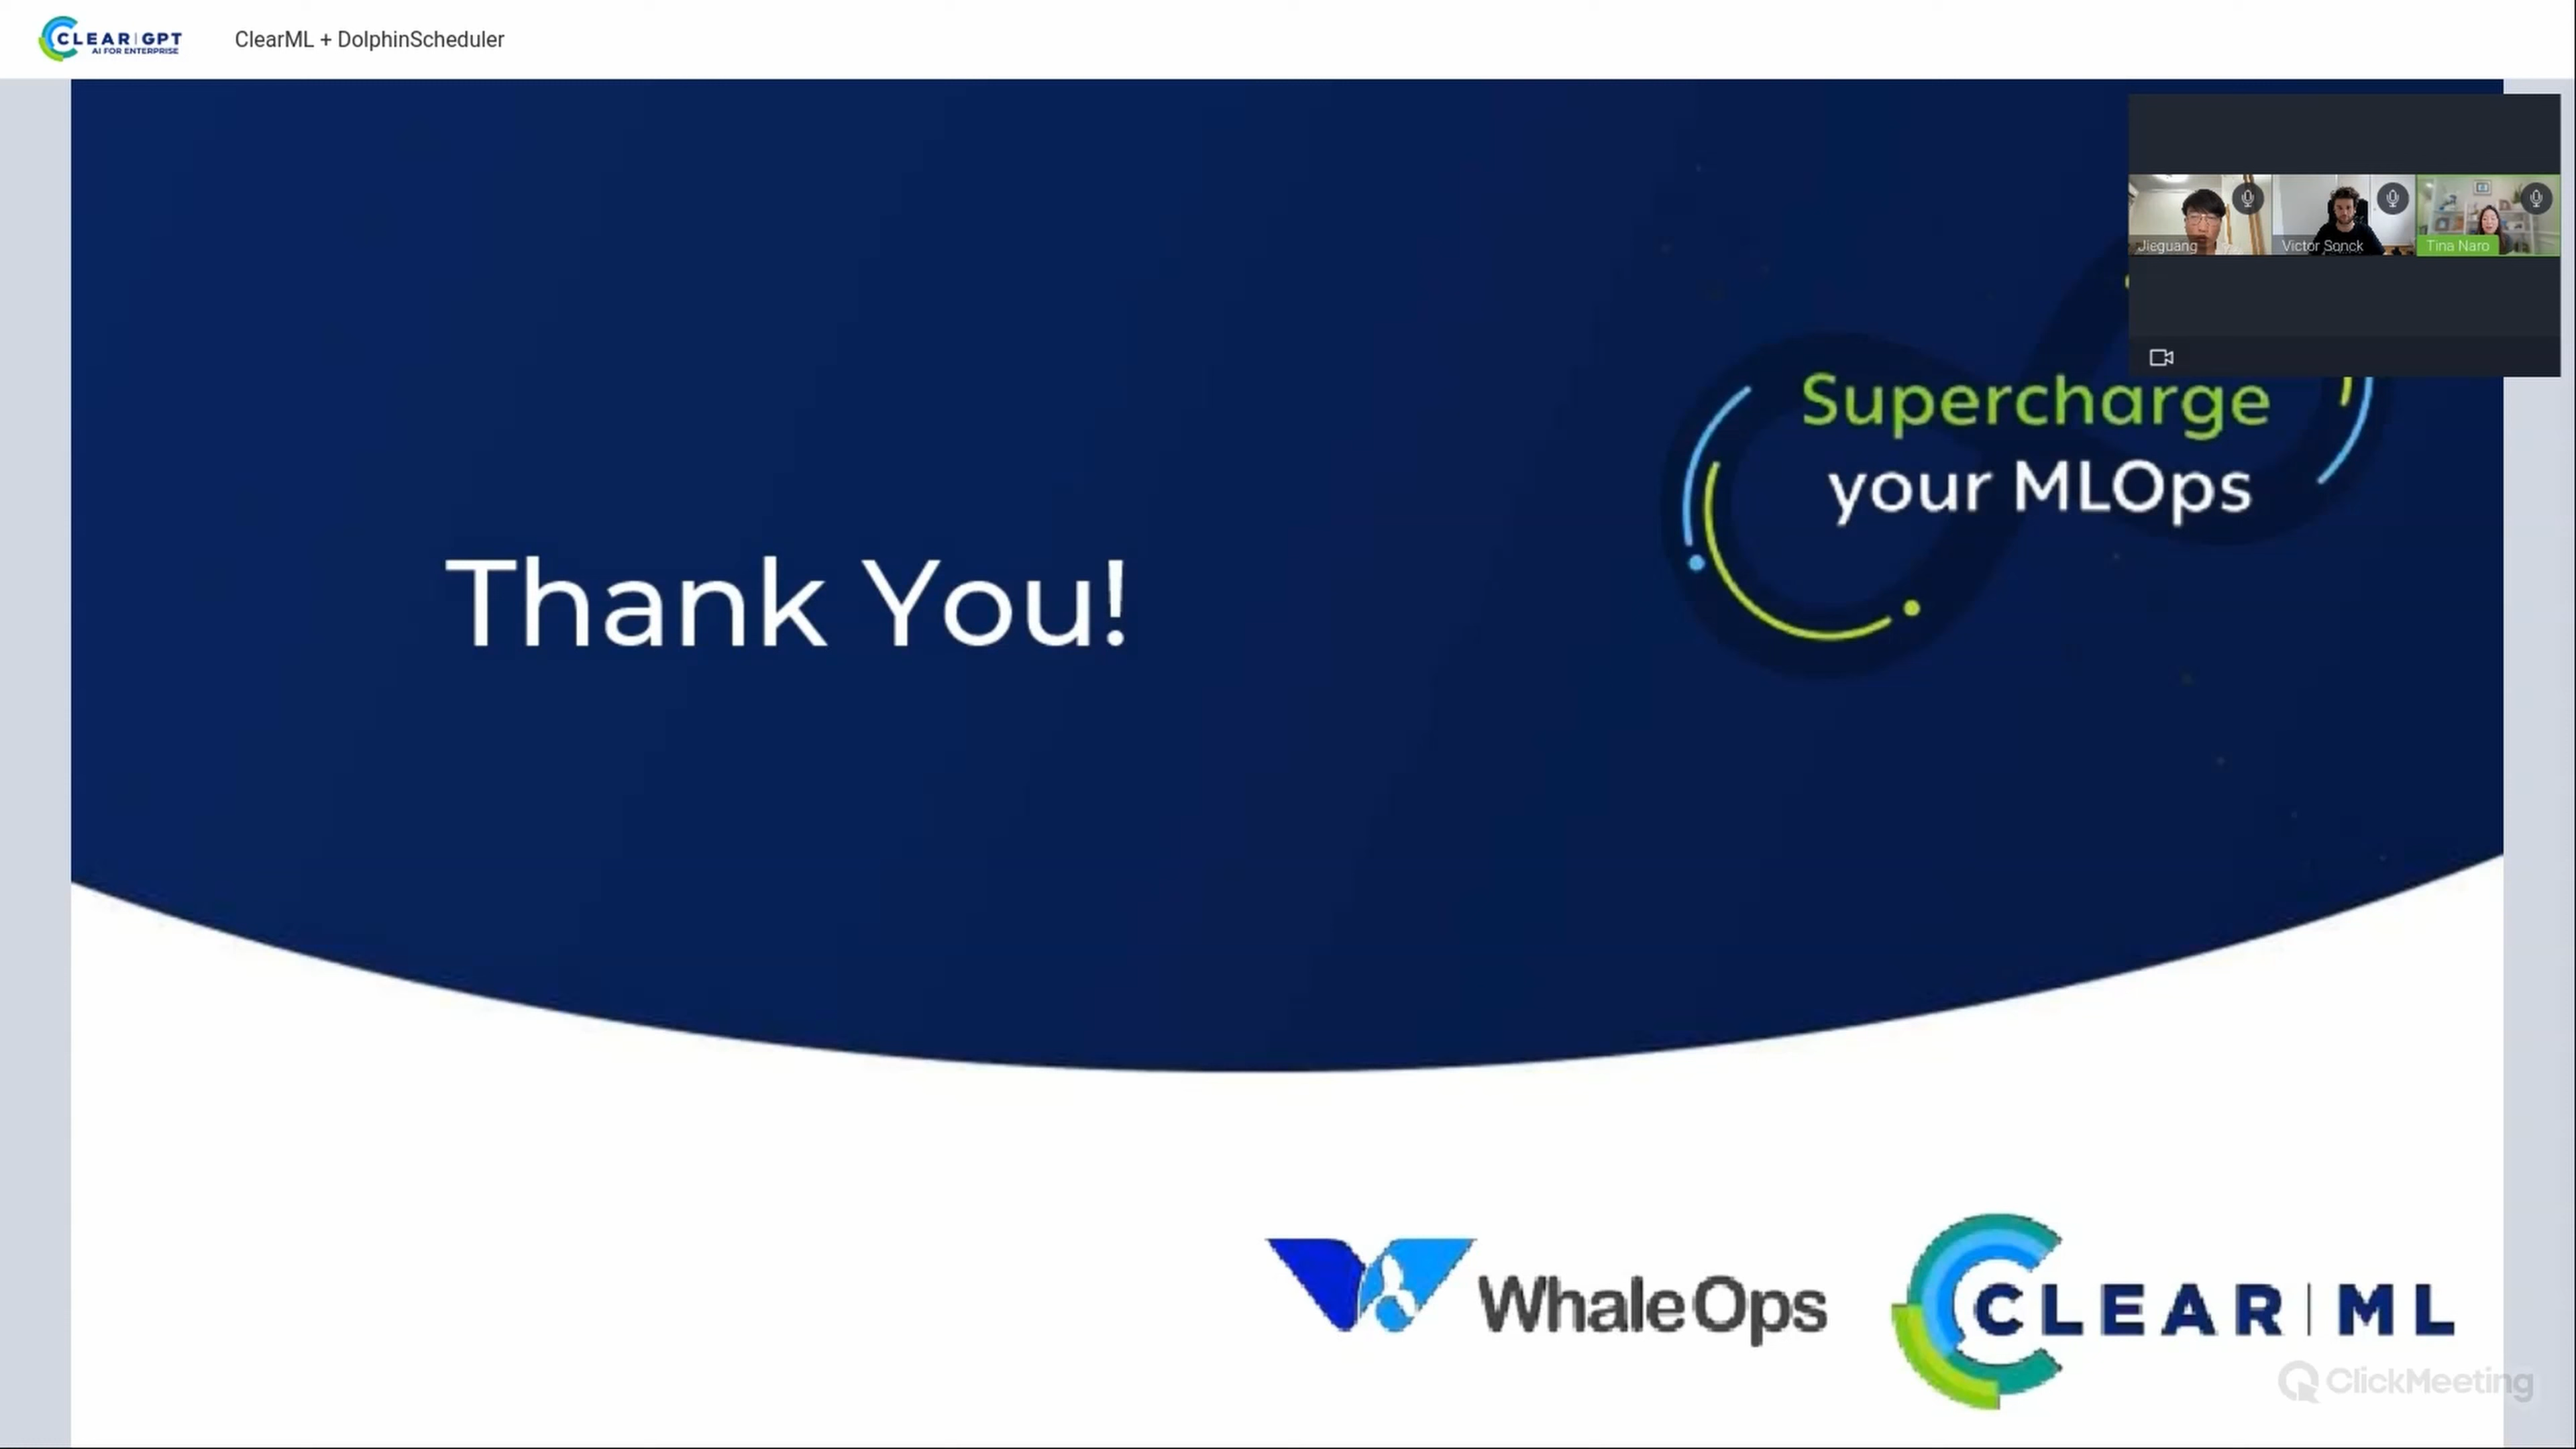 CLEAR|GPT
AI FOR ENTERPRISE
ClearML + DolphinScheduler
Jieguang
Victor Sonck
Tina Naro
Supercharge
your MLOps
Thank You!
WhaleOps
CLEAR|ML
ClickMeeting